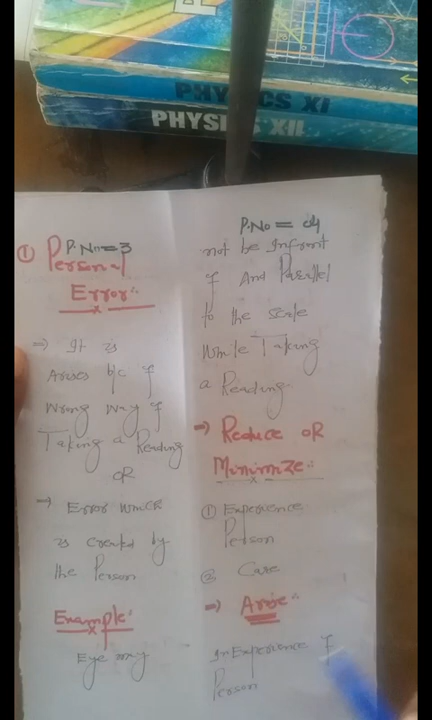 PHYSICS XI
PHYSICS XII
P.No=3
① Personal
Error:-
⇒ It is
Arises b/c of
Wrong way of
Taking a Reading
OR
→ Error which
is created by
the Person
Example:
Eye may
P.No = 04
not be Infront
of And Parallel
to the scale
While Taking
a Reading.
⇒ Reduce OR
Minimize:-
① Experience
Person
② Care
⇒ Arise:-
InExperience of
Person